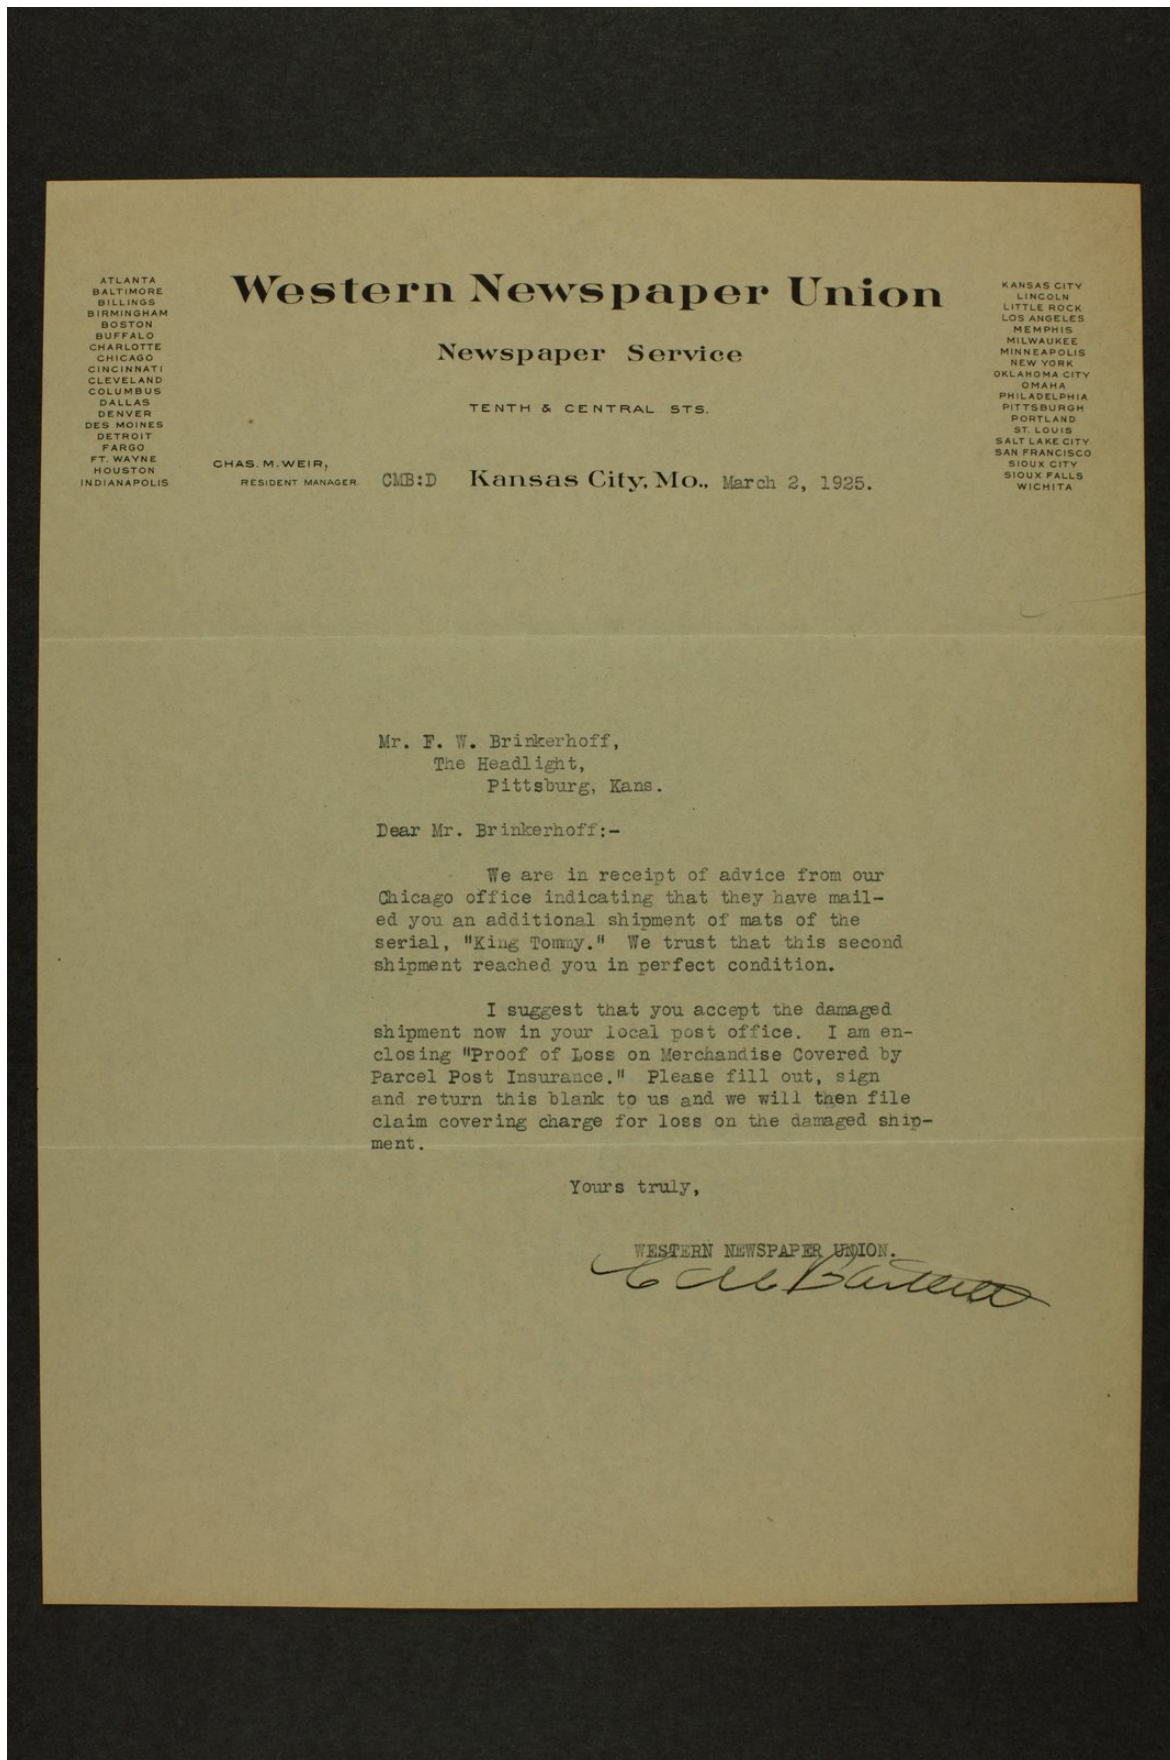 ATLANTA
BALTIMORE
BILLINGS
BIRMINGHAM
BOSTON
BUFFALO
CHARLOTTE
CHICAGO
CINCINNATI
CLEVELAND
COLUMBUS
DALLAS
DENVER
DES MOINES
DETROIT
FARGO
FT. WAYNE
HOUSTON
INDIANAPOLIS
Western Newspaper Union
Newspaper Service
TENTH & CENTRAL STS.
KANSAS CITY
LINCOLN
LITTLE ROCK
LOS ANGELES
MEMPHIS
MILWAUKEE
MINNEAPOLIS
NEW YORK
OKLAHOMA CITY
OMAHA
PHILADELPHIA
PITTSBURGH
PORTLAND
ST. LOUIS
SALT LAKE CITY
SAN FRANCISCO
SIOUX CITY
SIOUX FALLS
WICHITA
CHAS. M. WEIR,
RESIDENT MANAGER.
CMB:D Kansas City, Mo., March 2, 1925.
Mr. F. W. Brinkerhoff,
The Headlight,
Pittsburg, Kans.
Dear Mr. Brinkerhoff:-
We are in receipt of advice from our
Chicago office indicating that they have mail-
ed you an additional shipment of mats of the
serial, "King Tommy." We trust that this second
shipment reached you in perfect condition.
I suggest that you accept the damaged
shipment now in your local post office. I am en-
closing "Proof of Loss on Merchandise Covered by
Parcel Post Insurance." Please fill out, sign
and return this blank to us and we will then file
claim covering charge for loss on the damaged ship-
ment.
Yours truly,
WESTERN NEWSPAPER UNION.